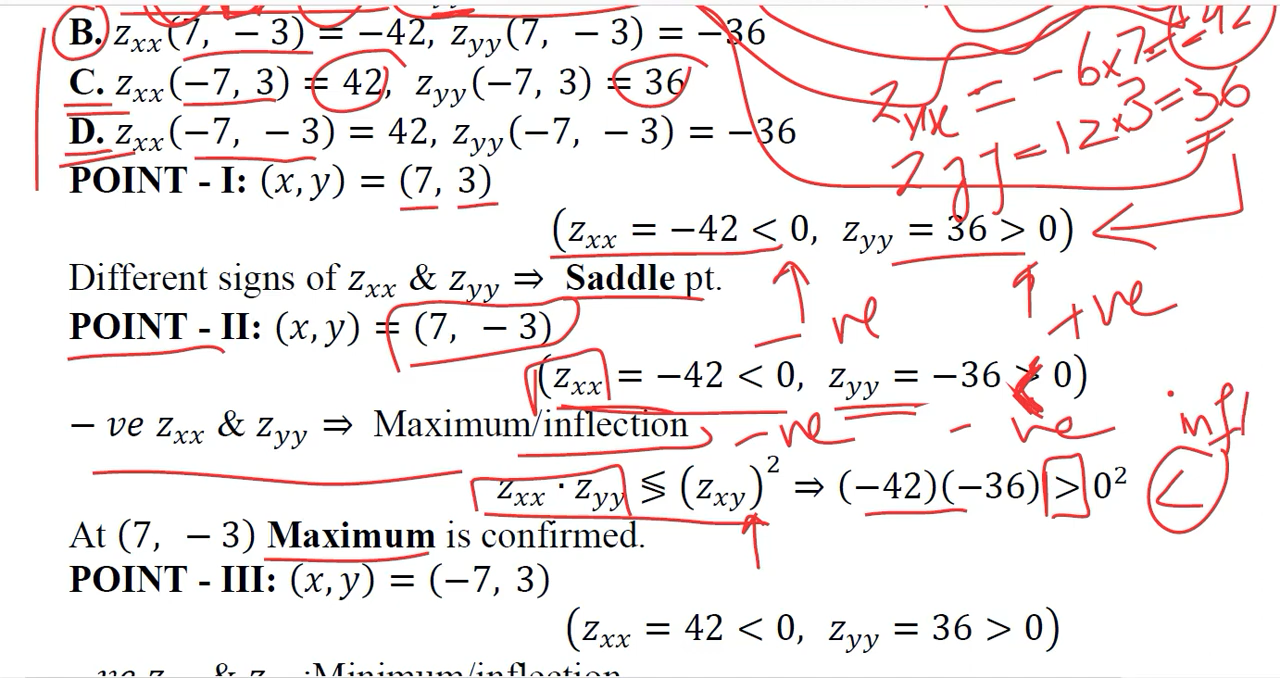 B. z_xx(7, − 3) = −42, z_yy(7, − 3) = −36
C. z_xx(−7, 3) = 42, z_yy(−7, 3) = 36
D. z_xx(−7, − 3) = 42, z_yy(−7, − 3) = −36
-42
z_xx = -6x7=
z_yy = 12x3=36
POINT - I: (x, y) = (7, 3)
(z_xx = −42 < 0, z_yy = 36 > 0)
Different signs of z_xx & z_yy ⇒ Saddle pt.
-ve
+ve
POINT - II: (x, y) = (7, − 3)
(z_xx = −42 < 0, z_yy = −36 < 0)
− ve z_xx & z_yy ⇒ Maximum/inflection
-ve
-ve
infl
z_xx · z_yy ≶ (z_xy)² ⇒ (−42)(−36) > 0²
<
At (7, − 3) Maximum is confirmed.
POINT - III: (x, y) = (−7, 3)
(z_xx = 42 < 0, z_yy = 36 > 0)
:Minimum/inflection